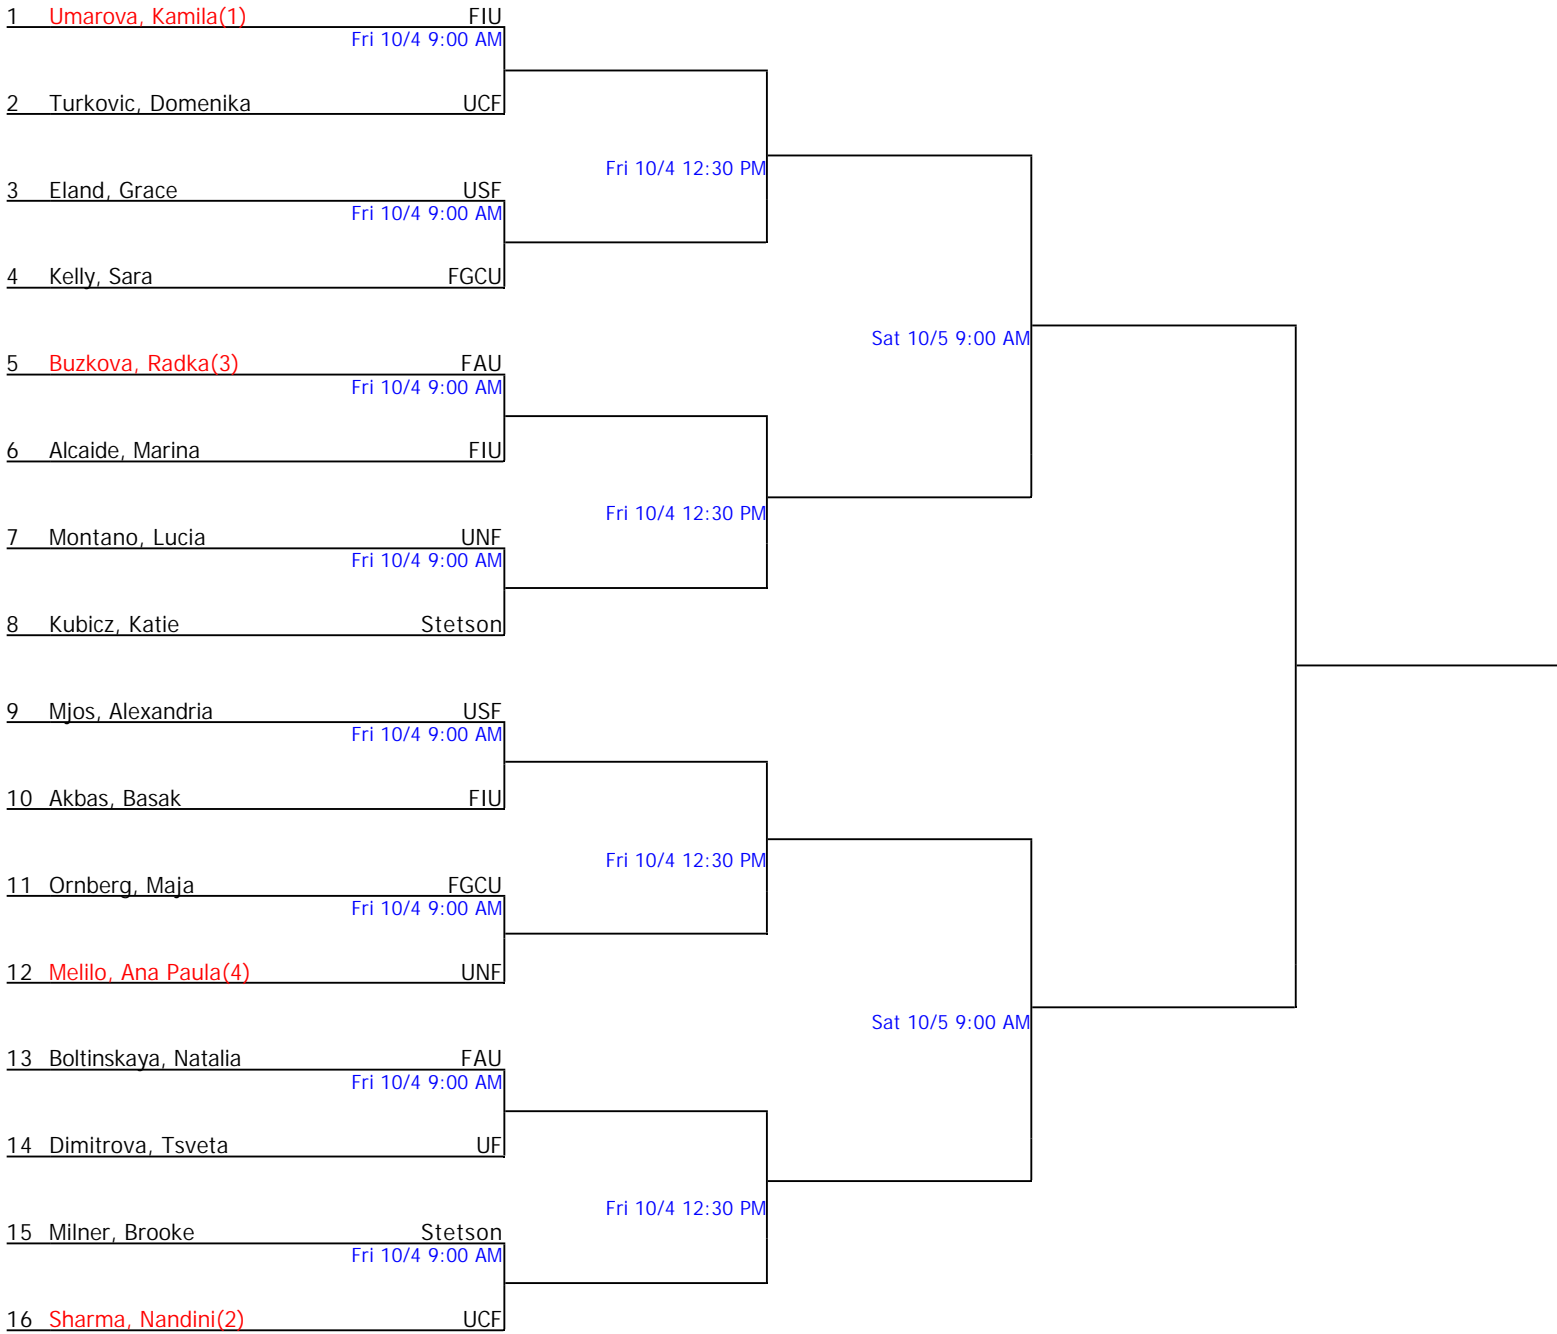 1 Umarova, Kamila(1) FIU
Fri 10/4 9:00 AM
2 Turkovic, Domenika UCF
Fri 10/4 12:30 PM
3 Eland, Grace USF
Fri 10/4 9:00 AM
4 Kelly, Sara FGCU
Sat 10/5 9:00 AM
5 Buzkova, Radka(3) FAU
Fri 10/4 9:00 AM
6 Alcaide, Marina FIU
Fri 10/4 12:30 PM
7 Montano, Lucia UNF
Fri 10/4 9:00 AM
8 Kubicz, Katie Stetson
9 Mjos, Alexandria USF
Fri 10/4 9:00 AM
10 Akbas, Basak FIU
Fri 10/4 12:30 PM
11 Ornberg, Maja FGCU
Fri 10/4 9:00 AM
12 Melilo, Ana Paula(4) UNF
Sat 10/5 9:00 AM
13 Boltinskaya, Natalia FAU
Fri 10/4 9:00 AM
14 Dimitrova, Tsveta UF
Fri 10/4 12:30 PM
15 Milner, Brooke Stetson
Fri 10/4 9:00 AM
16 Sharma, Nandini(2) UCF